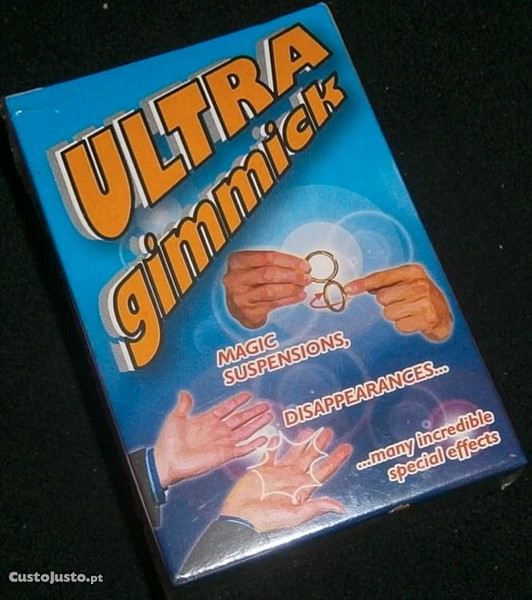 ULTRA
gimmick
MAGIC
SUSPENSIONS,
DISAPPEARANCES...
...many incredible
special effects
CustoJusto.pt